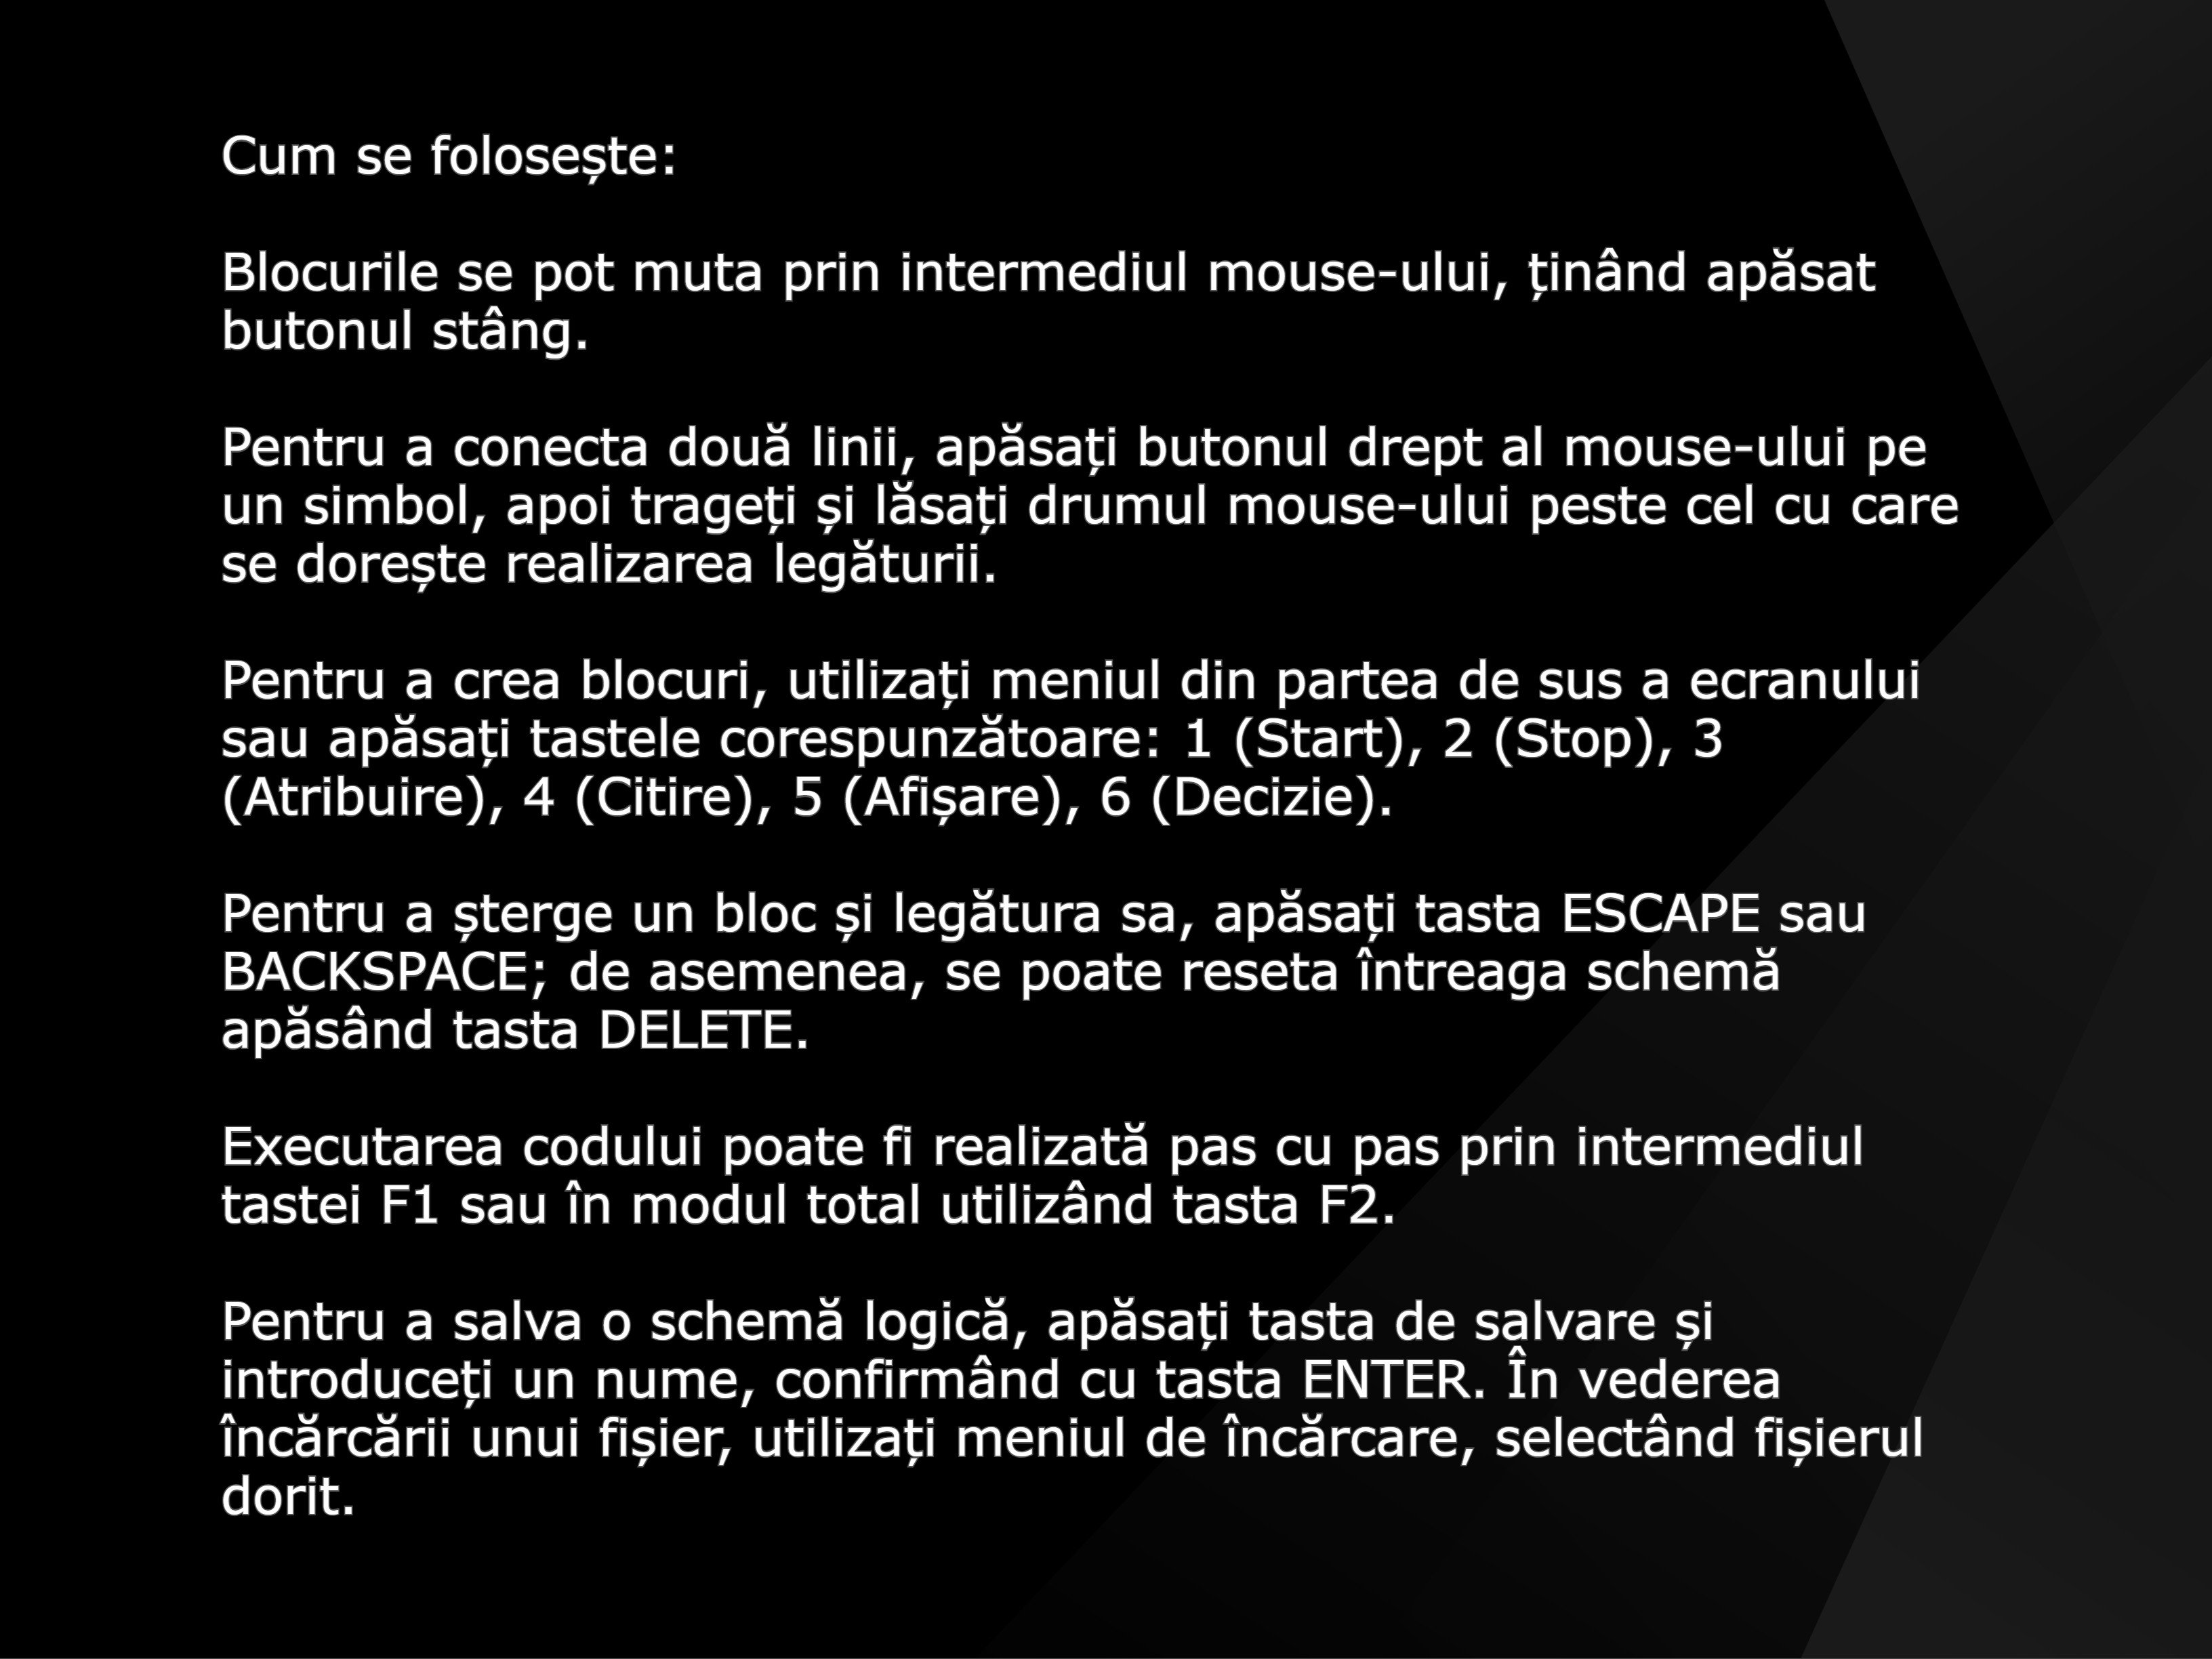 Cum se folosește:
Blocurile se pot muta prin intermediul mouse-ului, ținând apăsat
butonul stâng.
Pentru a conecta două linii, apăsați butonul drept al mouse-ului pe
un simbol, apoi trageți și lăsați drumul mouse-ului peste cel cu care
se dorește realizarea legăturii.
Pentru a crea blocuri, utilizați meniul din partea de sus a ecranului
sau apăsați tastele corespunzătoare: 1 (Start), 2 (Stop), 3
(Atribuire), 4 (Citire), 5 (Afișare), 6 (Decizie).
Pentru a șterge un bloc și legătura sa, apăsați tasta ESCAPE sau
BACKSPACE; de asemenea, se poate reseta întreaga schemă
apăsând tasta DELETE.
Executarea codului poate fi realizată pas cu pas prin intermediul
tastei F1 sau în modul total utilizând tasta F2.
Pentru a salva o schemă logică, apăsați tasta de salvare și
introduceți un nume, confirmând cu tasta ENTER. În vederea
încărcării unui fișier, utilizați meniul de încărcare, selectând fișierul
dorit.